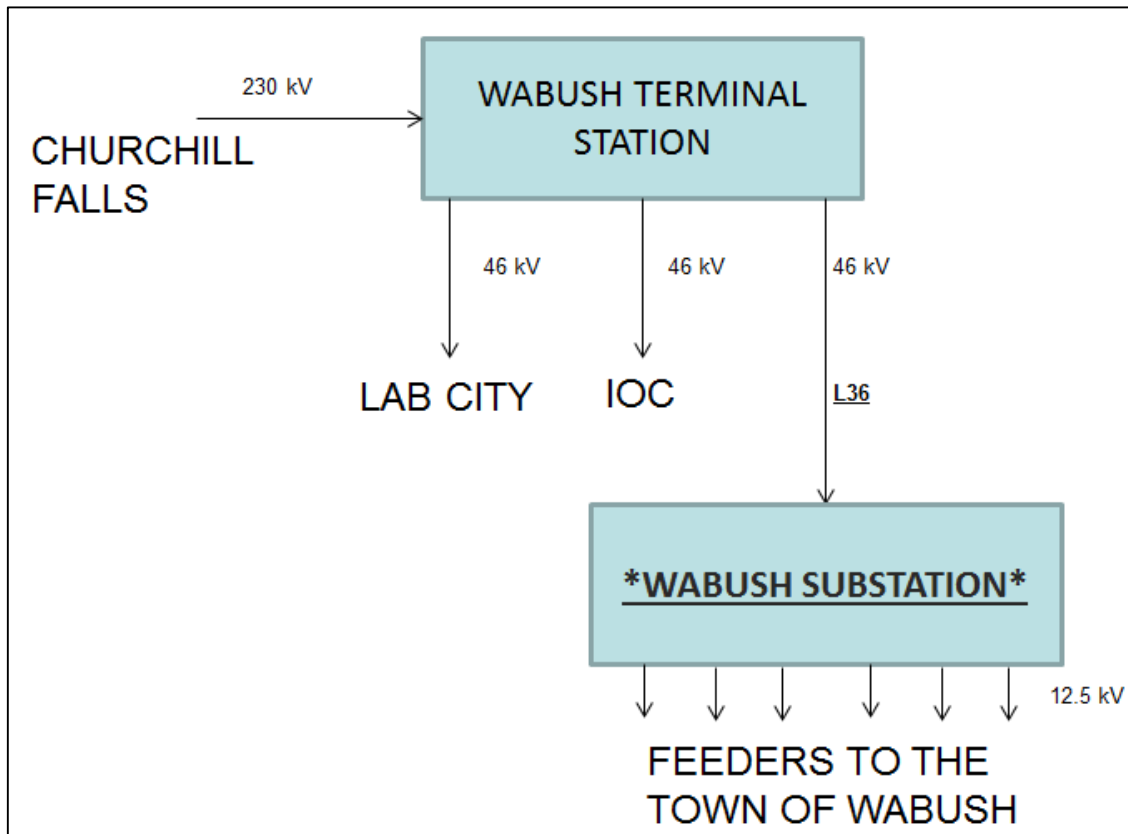 230 kV
WABUSH TERMINAL
STATION
CHURCHILL
FALLS
46 kV
46 kV
46 kV
LAB CITY
IOC
L36
*WABUSH SUBSTATION*
12.5 kV
FEEDERS TO THE
TOWN OF WABUSH